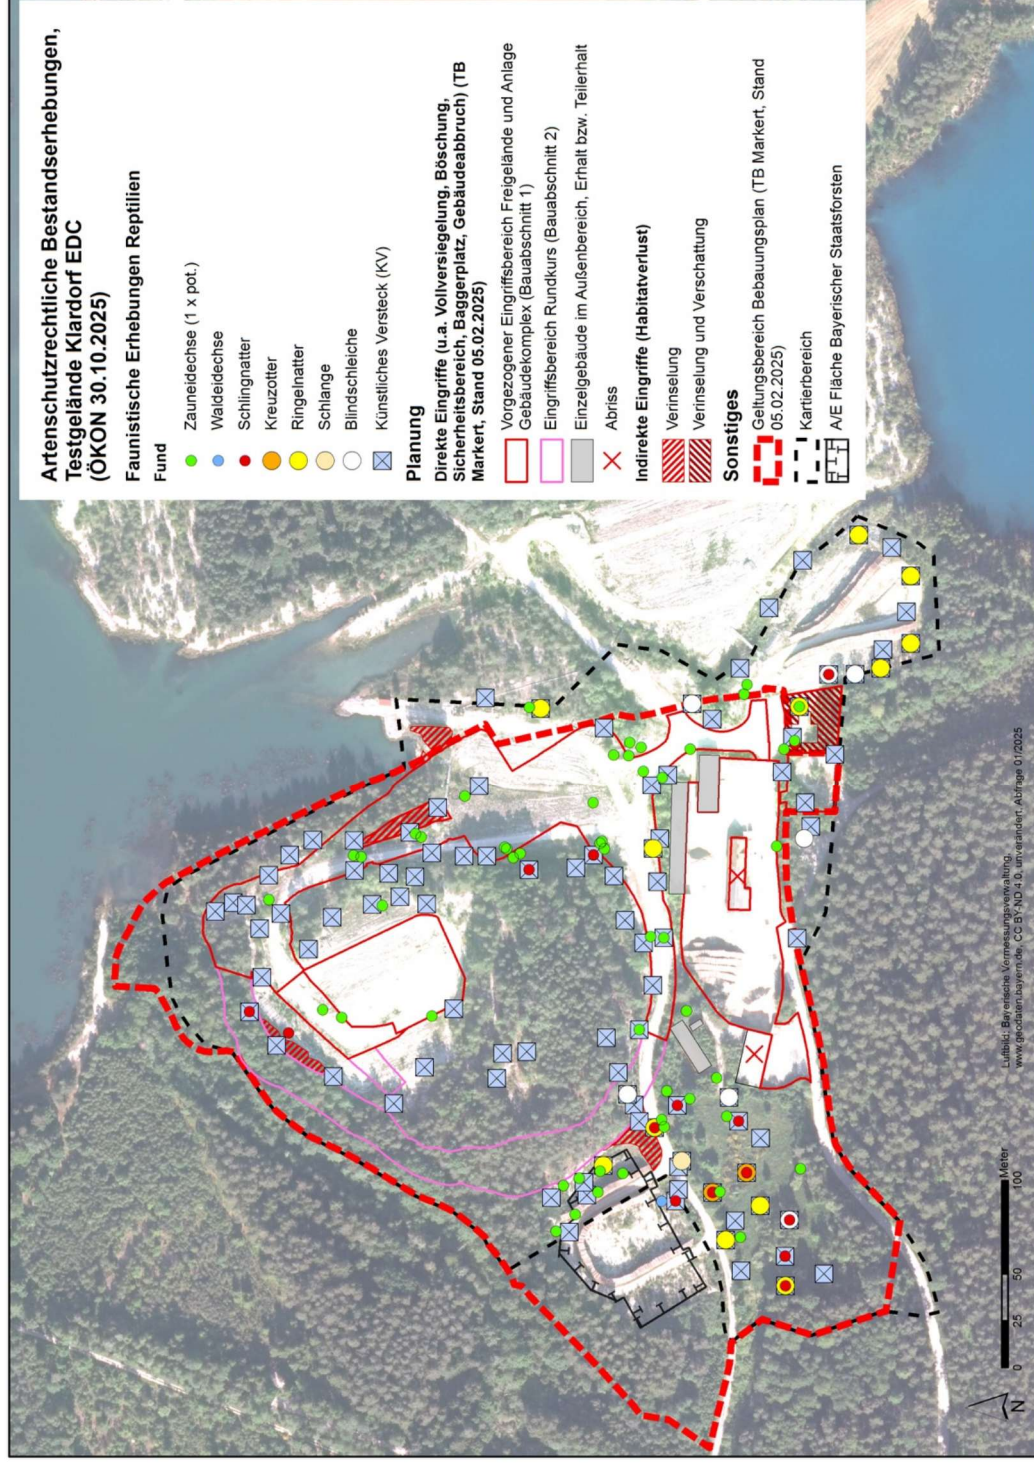 Artenschutzrechtliche Bestandserhebungen,
Testgelände Klardorf EDC
(ÖKON 30.10.2025)
Faunistische Erhebungen Reptilien
Fund
Zauneidechse (1 x pot.)
Waldeidechse
Schlingnatter
Kreuzotter
Ringelnatter
Schlange
Blindschleiche
Künstliches Versteck (KV)
Planung
Direkte Eingriffe (u.a. Vollversiegelung, Böschung,
Sicherheitsbereich, Baggerplatz, Gebäudeabbruch) (TB
Markert, Stand 05.02.2025)
Vorgezogener Eingriffsbereich Freigelände und Anlage
Gebäudekomplex (Bauabschnitt 1)
Eingriffsbereich Rundkurs (Bauabschnitt 2)
Einzelgebäude im Außenbereich, Erhalt bzw. Teilerhalt
Abriss
Indirekte Eingriffe (Habitatverlust)
Verinselung
Verinselung und Verschattung
Sonstiges
Geltungsbereich Bebauungsplan (TB Markert, Stand
05.02.2025)
Kartierbereich
A/E Fläche Bayerischer Staatsforsten
N
0 25 50 100
Meter
Luftbild: Bayerische Vermessungsverwaltung,
www.geodaten.bayern.de, CC BY-ND 4.0, unverändert, Abfrage 01/2025